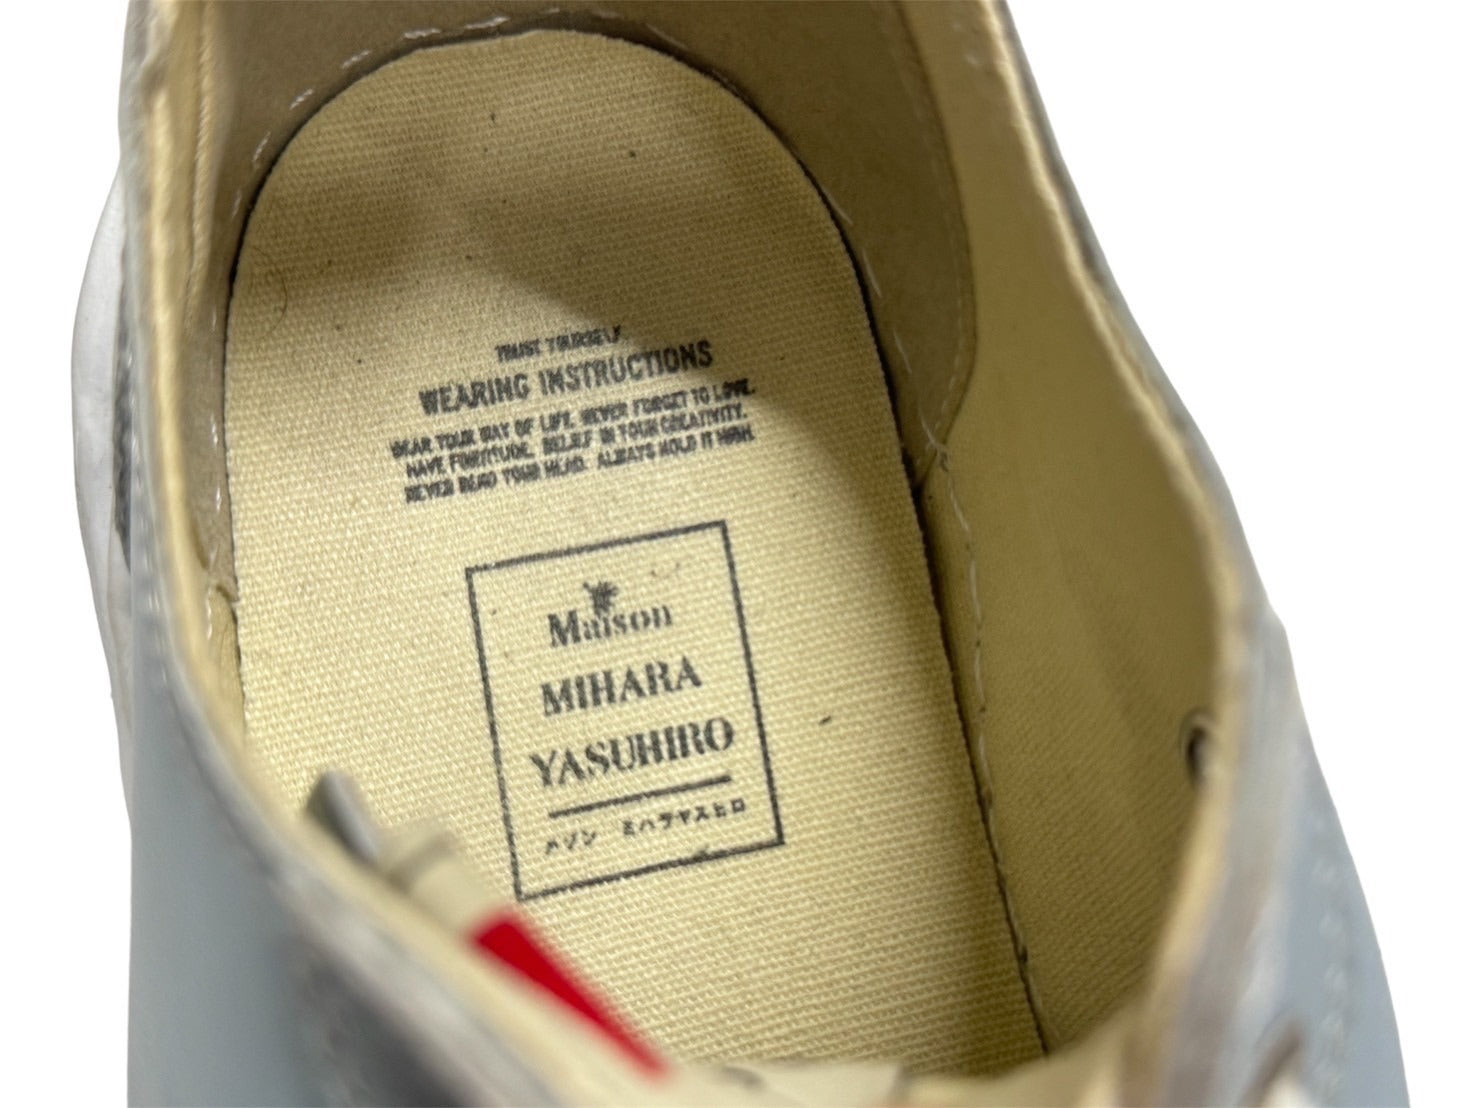 TRUST YOURSELF.
WEARING INSTRUCTIONS
WEAR YOUR WAY OF LIFE. NEVER FORGET TO LOVE.
HAVE FORTITUDE. BELIEF IN YOUR CREATIVITY.
NEVER BEND YOUR HEAD. ALWAYS HOLD IT HIGH.
Maison
MIHARA
YASUHIRO
メゾン ミハラヤスヒロ